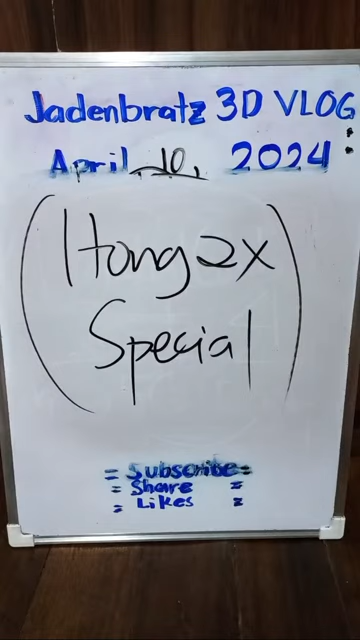 Jadenbratz 3D VLOG :
April 10, 2024 :
(Itong 2x
Special)
= Subscribe =
= Share =
= Likes =